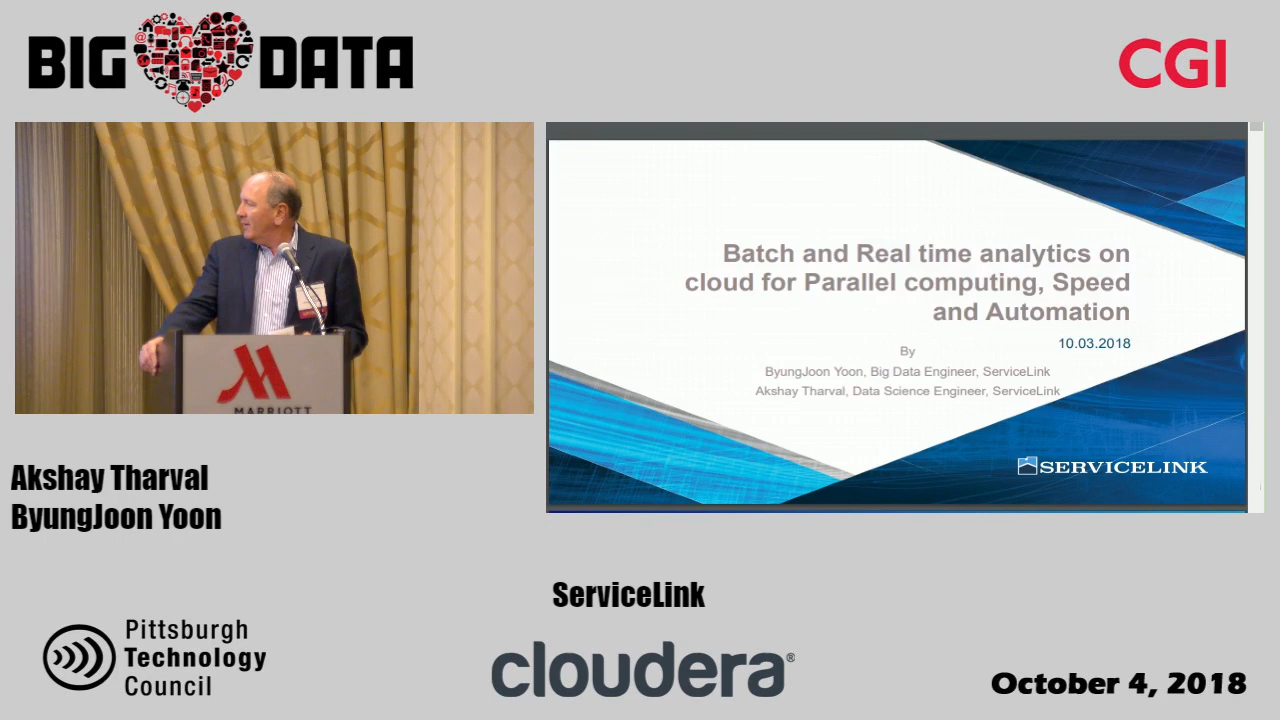 BIG DATA
CGI
Batch and Real time analytics on
cloud for Parallel computing, Speed
and Automation
10.03.2018
By
ByungJoon Yoon, Big Data Engineer, ServiceLink
Akshay Tharval, Data Science Engineer, ServiceLink
SERVICELINK
MARRIOTT
Akshay Tharval
ByungJoon Yoon
ServiceLink
Pittsburgh
Technology
Council
cloudera®
October 4, 2018